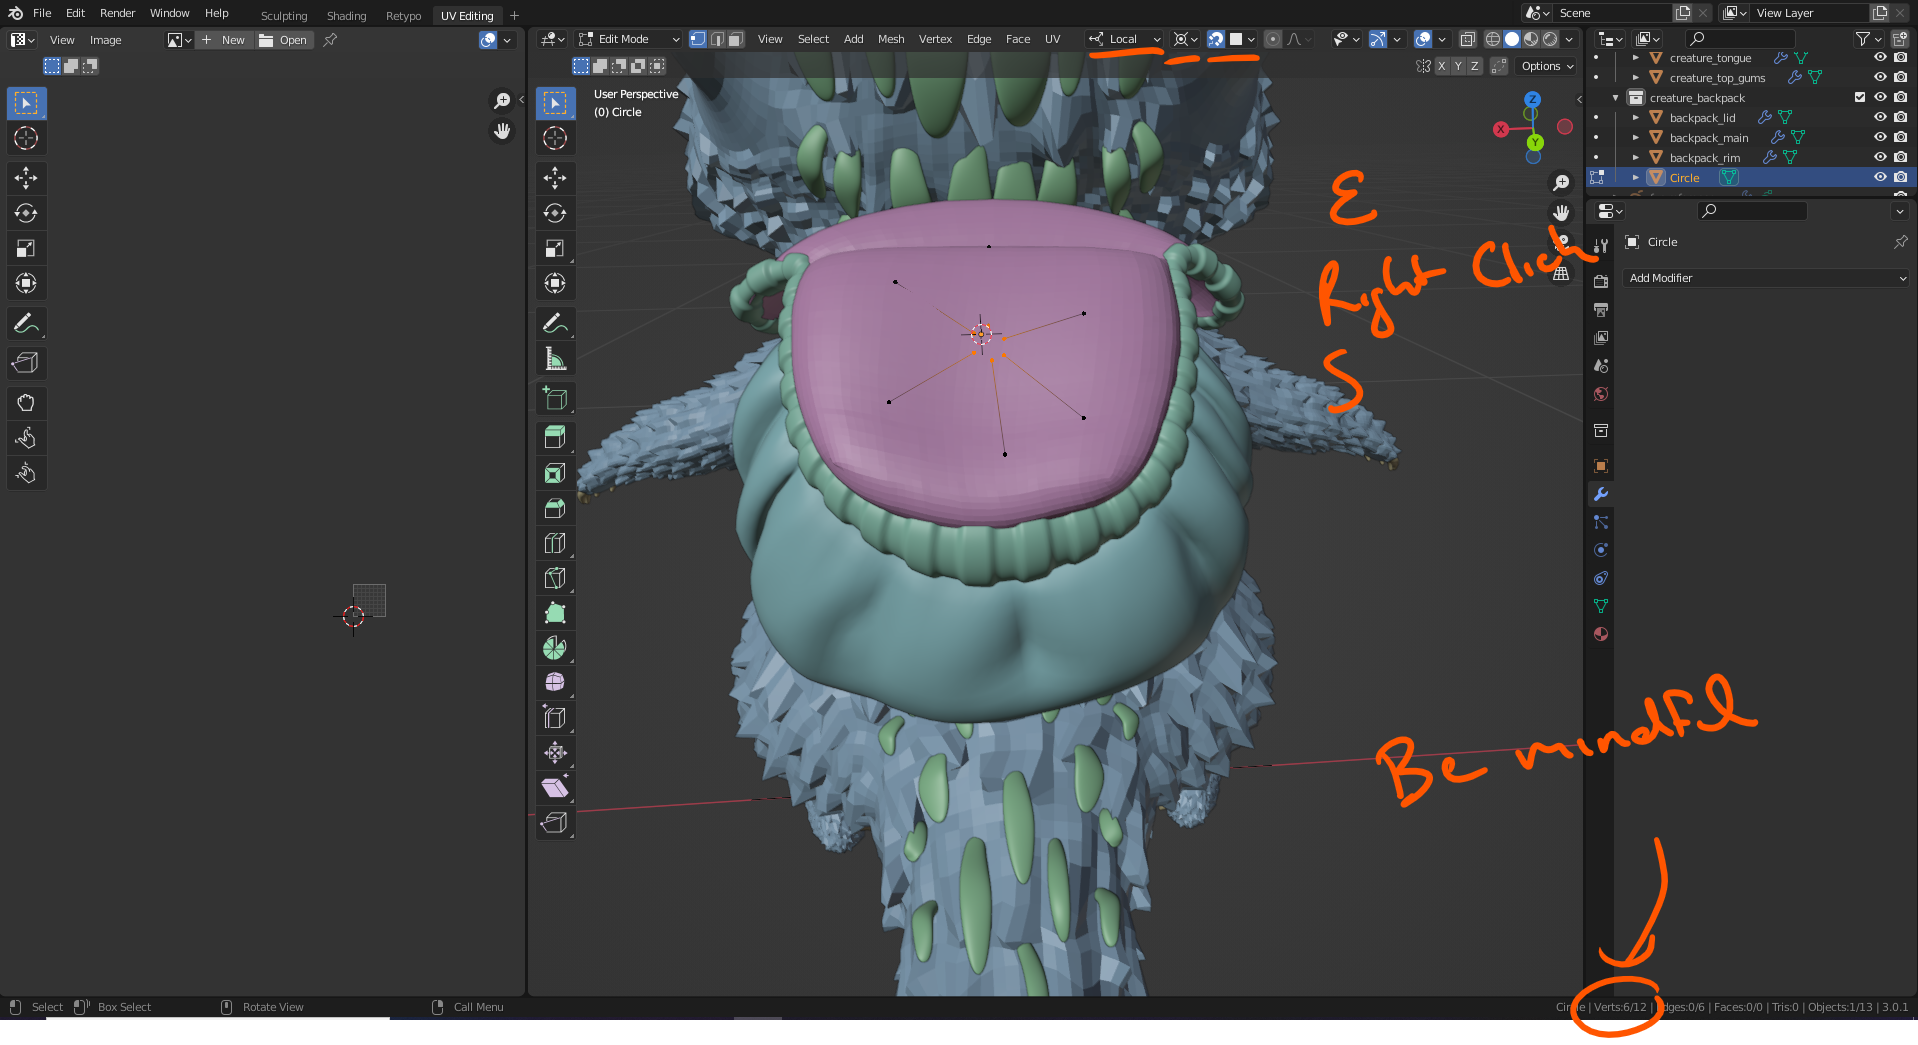 File Edit Render Window Help Sculpting Shading Retypo UV Editing + Scene View Layer
View Image + New Open Edit Mode View Select Add Mesh Vertex Edge Face UV Local
X Y Z Options
User Perspective
(0) Circle
Z
X
Y
creature_tongue
creature_top_gums
creature_backpack
backpack_lid
backpack_main
backpack_rim
Circle
Circle
Add Modifier
E
Right Click
S
Be mindful
Select Box Select Rotate View Call Menu Circle | Verts:6/12 | Edges:0/6 | Faces:0/0 | Tris:0 | Objects:1/13 | 3.0.1